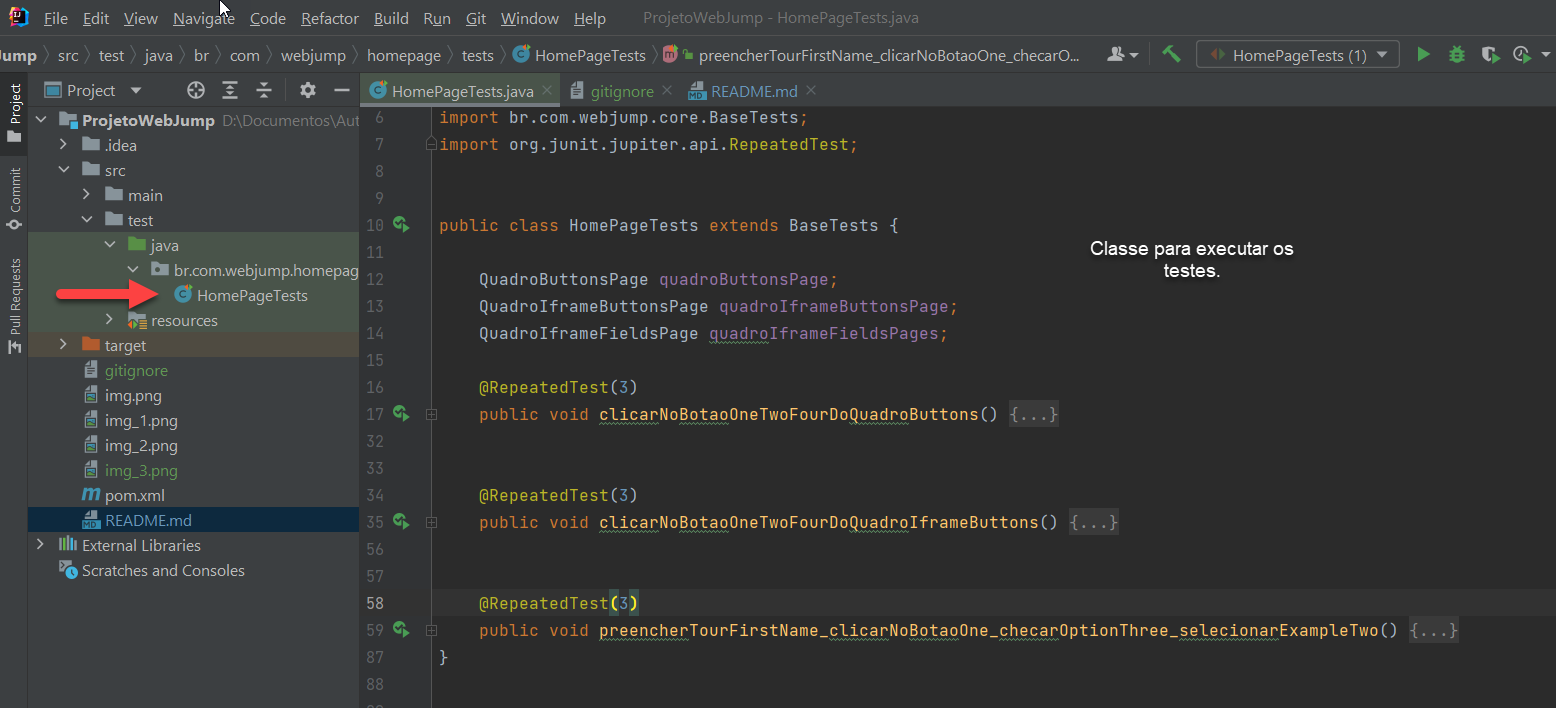 File Edit View Navigate Code Refactor Build Run Git Window Help ProjetoWebJump - HomePageTests.java
Jump src test java br com webjump homepage tests HomePageTests preencherTourFirstName_clicarNoBotaoOne_checarO... HomePageTests (1)
Project
Commit
Pull Requests
Project
ProjetoWebJump D:\Documentos\Aut
.idea
src
main
test
java
br.com.webjump.homepag
HomePageTests
resources
target
gitignore
img.png
img_1.png
img_2.png
img_3.png
pom.xml
README.md
External Libraries
Scratches and Consoles
HomePageTests.java gitignore README.md
6 import br.com.webjump.core.BaseTests;
7 import org.junit.jupiter.api.RepeatedTest;
8
9
10 public class HomePageTests extends BaseTests {
11
12 QuadroButtonsPage quadroButtonsPage;
13 QuadroIframeButtonsPage quadroIframeButtonsPage;
14 QuadroIframeFieldsPage quadroIframeFieldsPages;
15
16 @RepeatedTest(3)
17 public void clicarNoBotaoOneTwoFourDoQuadroButtons() {...}
32
33
34 @RepeatedTest(3)
35 public void clicarNoBotaoOneTwoFourDoQuadroIframeButtons() {...}
56
57
58 @RepeatedTest(3)
59 public void preencherTourFirstName_clicarNoBotaoOne_checarOptionThree_selecionarExampleTwo() {...}
87 }
88
Classe para executar os
testes.